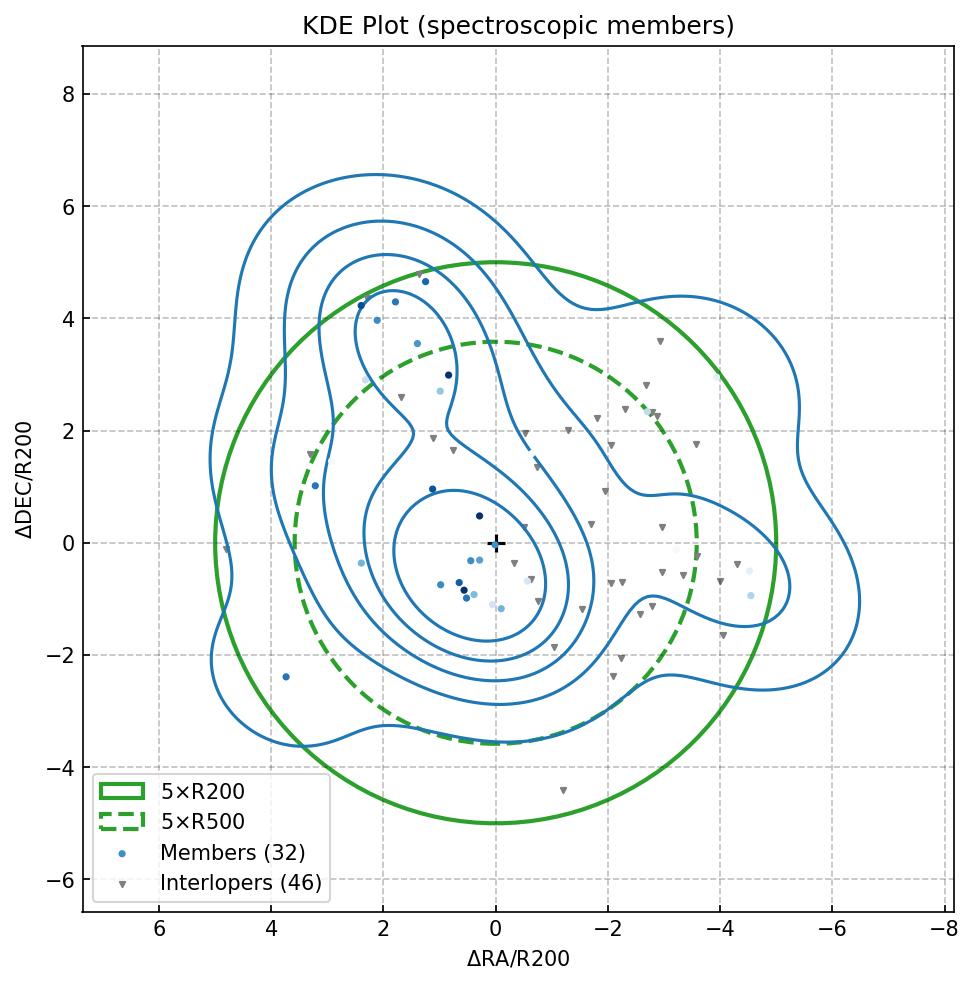 KDE Plot (spectroscopic members)
8
6
4
2
0
−2
−4
−6
ΔDEC/R200
5×R200
5×R500
Members (32)
Interlopers (46)
6 4 2 0 −2 −4 −6 −8
ΔRA/R200